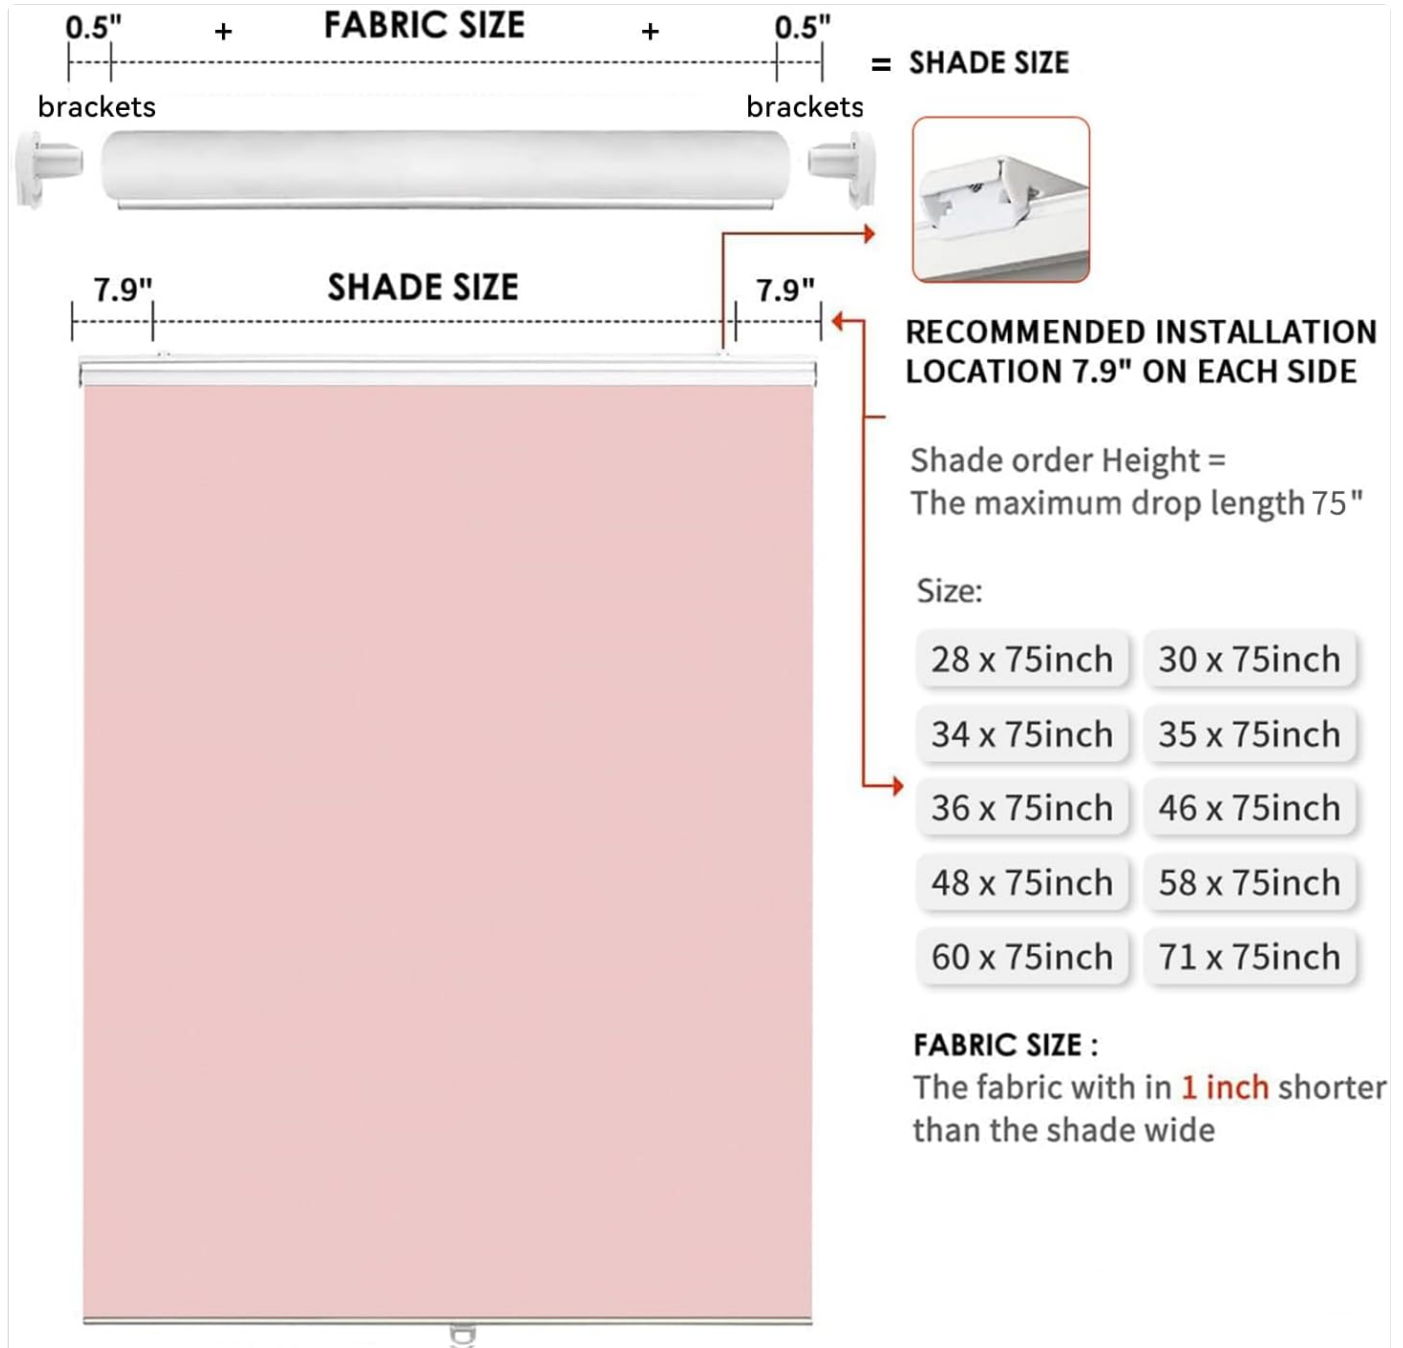 0.5" + FABRIC SIZE + 0.5"
= SHADE SIZE
brackets brackets
7.9" SHADE SIZE 7.9"
RECOMMENDED INSTALLATION
LOCATION 7.9" ON EACH SIDE
Shade order Height =
The maximum drop length 75"
Size:
28 x 75inch 30 x 75inch
34 x 75inch 35 x 75inch
36 x 75inch 46 x 75inch
48 x 75inch 58 x 75inch
60 x 75inch 71 x 75inch
FABRIC SIZE :
The fabric with in 1 inch shorter
than the shade wide